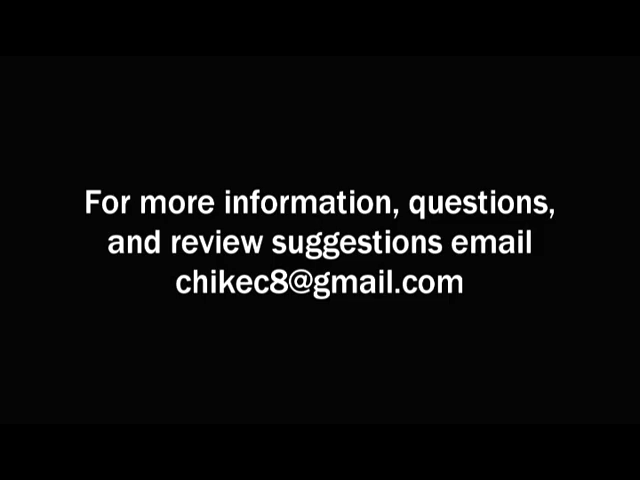 For more information, questions,
and review suggestions email
chikec8@gmail.com